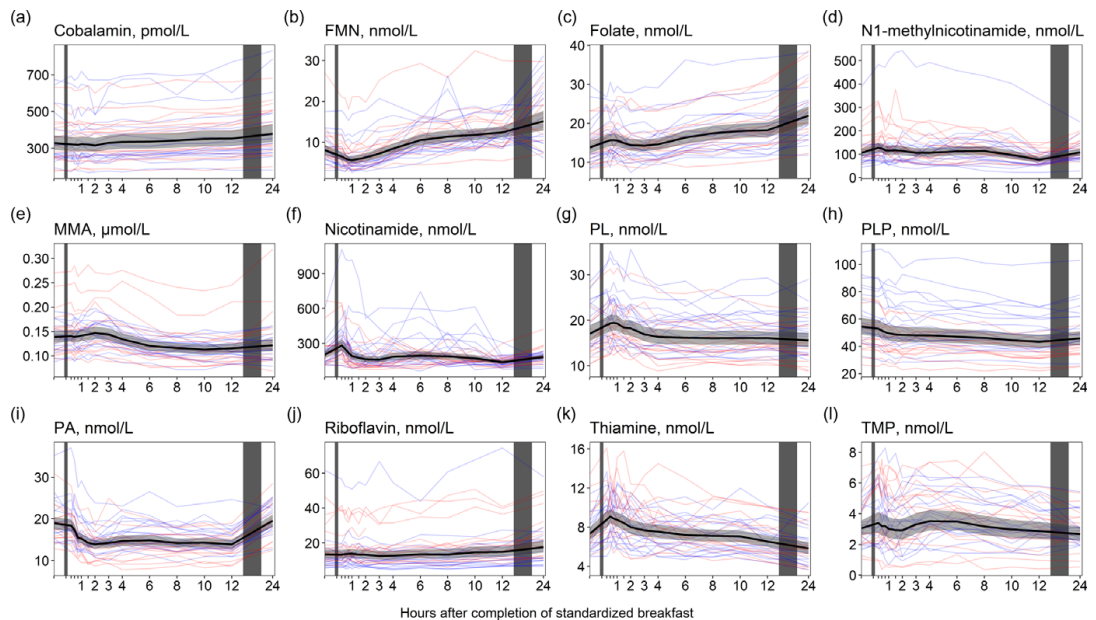 (a) (b) (c) (d)
Cobalamin, pmol/L FMN, nmol/L Folate, nmol/L N1-methylnicotinamide, nmol/L
700 500 300
30 20 10
40 30 20 10
500 400 300 200 100 0
1 2 3 4 6 8 10 12 24
1 2 3 4 6 8 10 12 24
1 2 3 4 6 8 10 12 24
1 2 3 4 6 8 10 12 24
(e) (f) (g) (h)
MMA, µmol/L Nicotinamide, nmol/L PL, nmol/L PLP, nmol/L
0.30 0.25 0.20 0.15 0.10
900 600 300
30 20 10
100 80 60 40 20
1 2 3 4 6 8 10 12 24
1 2 3 4 6 8 10 12 24
1 2 3 4 6 8 10 12 24
1 2 3 4 6 8 10 12 24
(i) (j) (k) (l)
PA, nmol/L Riboflavin, nmol/L Thiamine, nmol/L TMP, nmol/L
30 20 10
60 40 20 0
16 12 8 4
8 6 4 2 0
1 2 3 4 6 8 10 12 24
1 2 3 4 6 8 10 12 24
1 2 3 4 6 8 10 12 24
1 2 3 4 6 8 10 12 24
Hours after completion of standardized breakfast